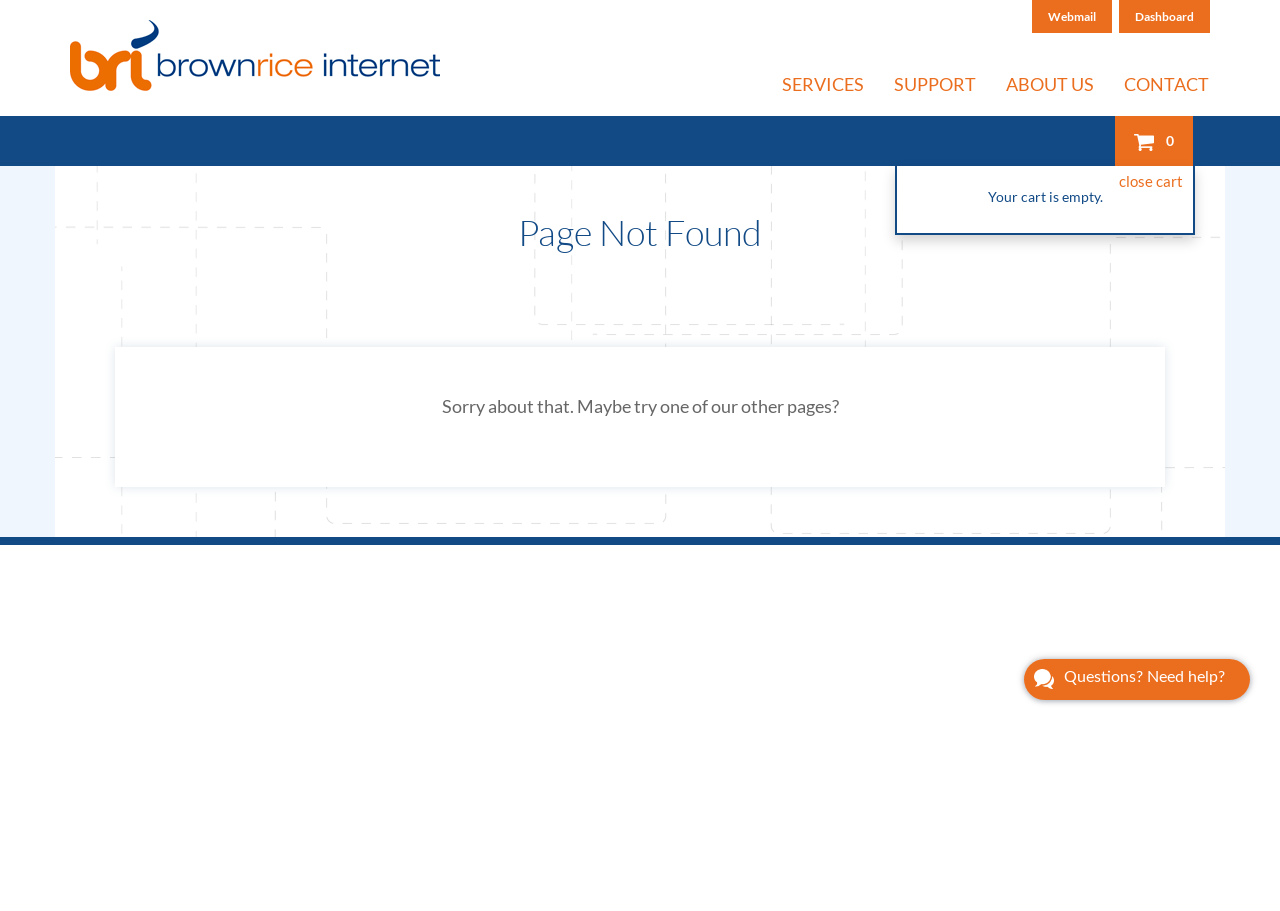 Webmail
Dashboard
bri brownrice internet
SERVICES
SUPPORT
ABOUT US
CONTACT
0
close cart
Your cart is empty.
Page Not Found
Sorry about that. Maybe try one of our other pages?
Questions? Need help?